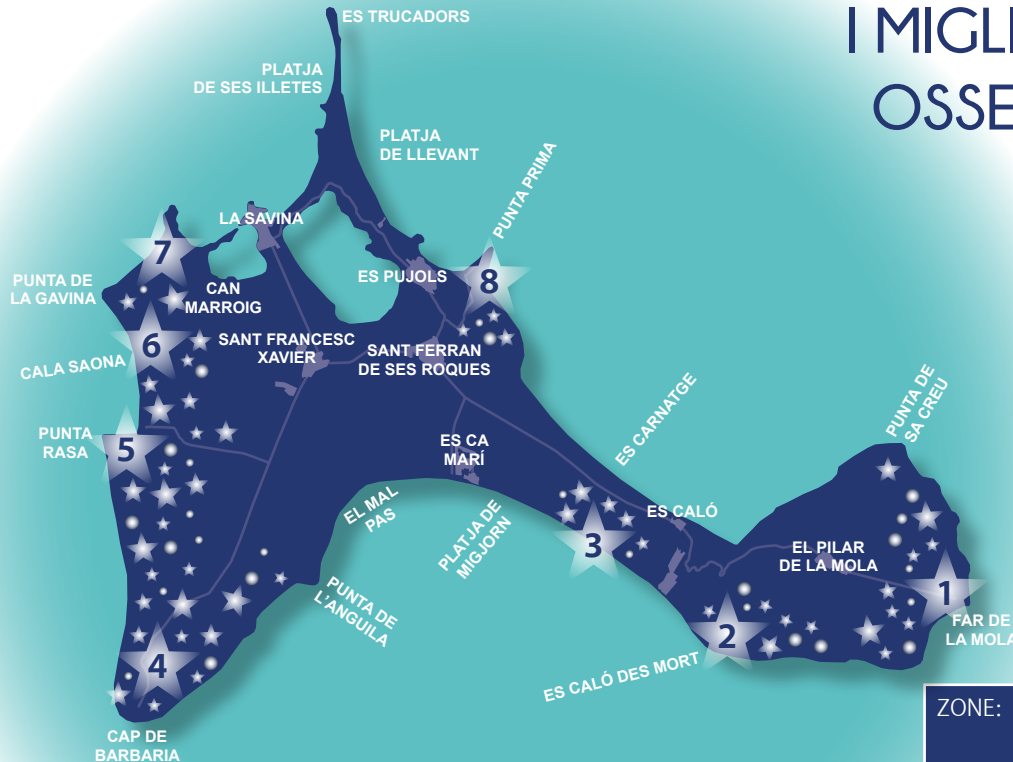 I MIGLI
OSSE
ES TRUCADORS
PLATJA
DE SES ILLETES
PLATJA
DE LLEVANT
PUNTA PRIMA
LA SAVINA
7
8
PUNTA DE
LA GAVINA
CAN
MARROIG
ES PUJOLS
6
CALA SAONA
SANT FRANCESC
XAVIER
SANT FERRAN
DE SES ROQUES
PUNTA
RASA
5
ES CA
MARÍ
ES CARNATGE
PUNTA DE
SA CREU
EL MAL
PAS
PLATJA DE
MIGJORN
3
ES CALÓ
EL PILAR
DE LA MOLA
1
FAR DE
LA MOLA
PUNTA DE
L'ANGUILA
2
ES CALÓ DES MORT
4
CAP DE
BARBARIA
ZONE: